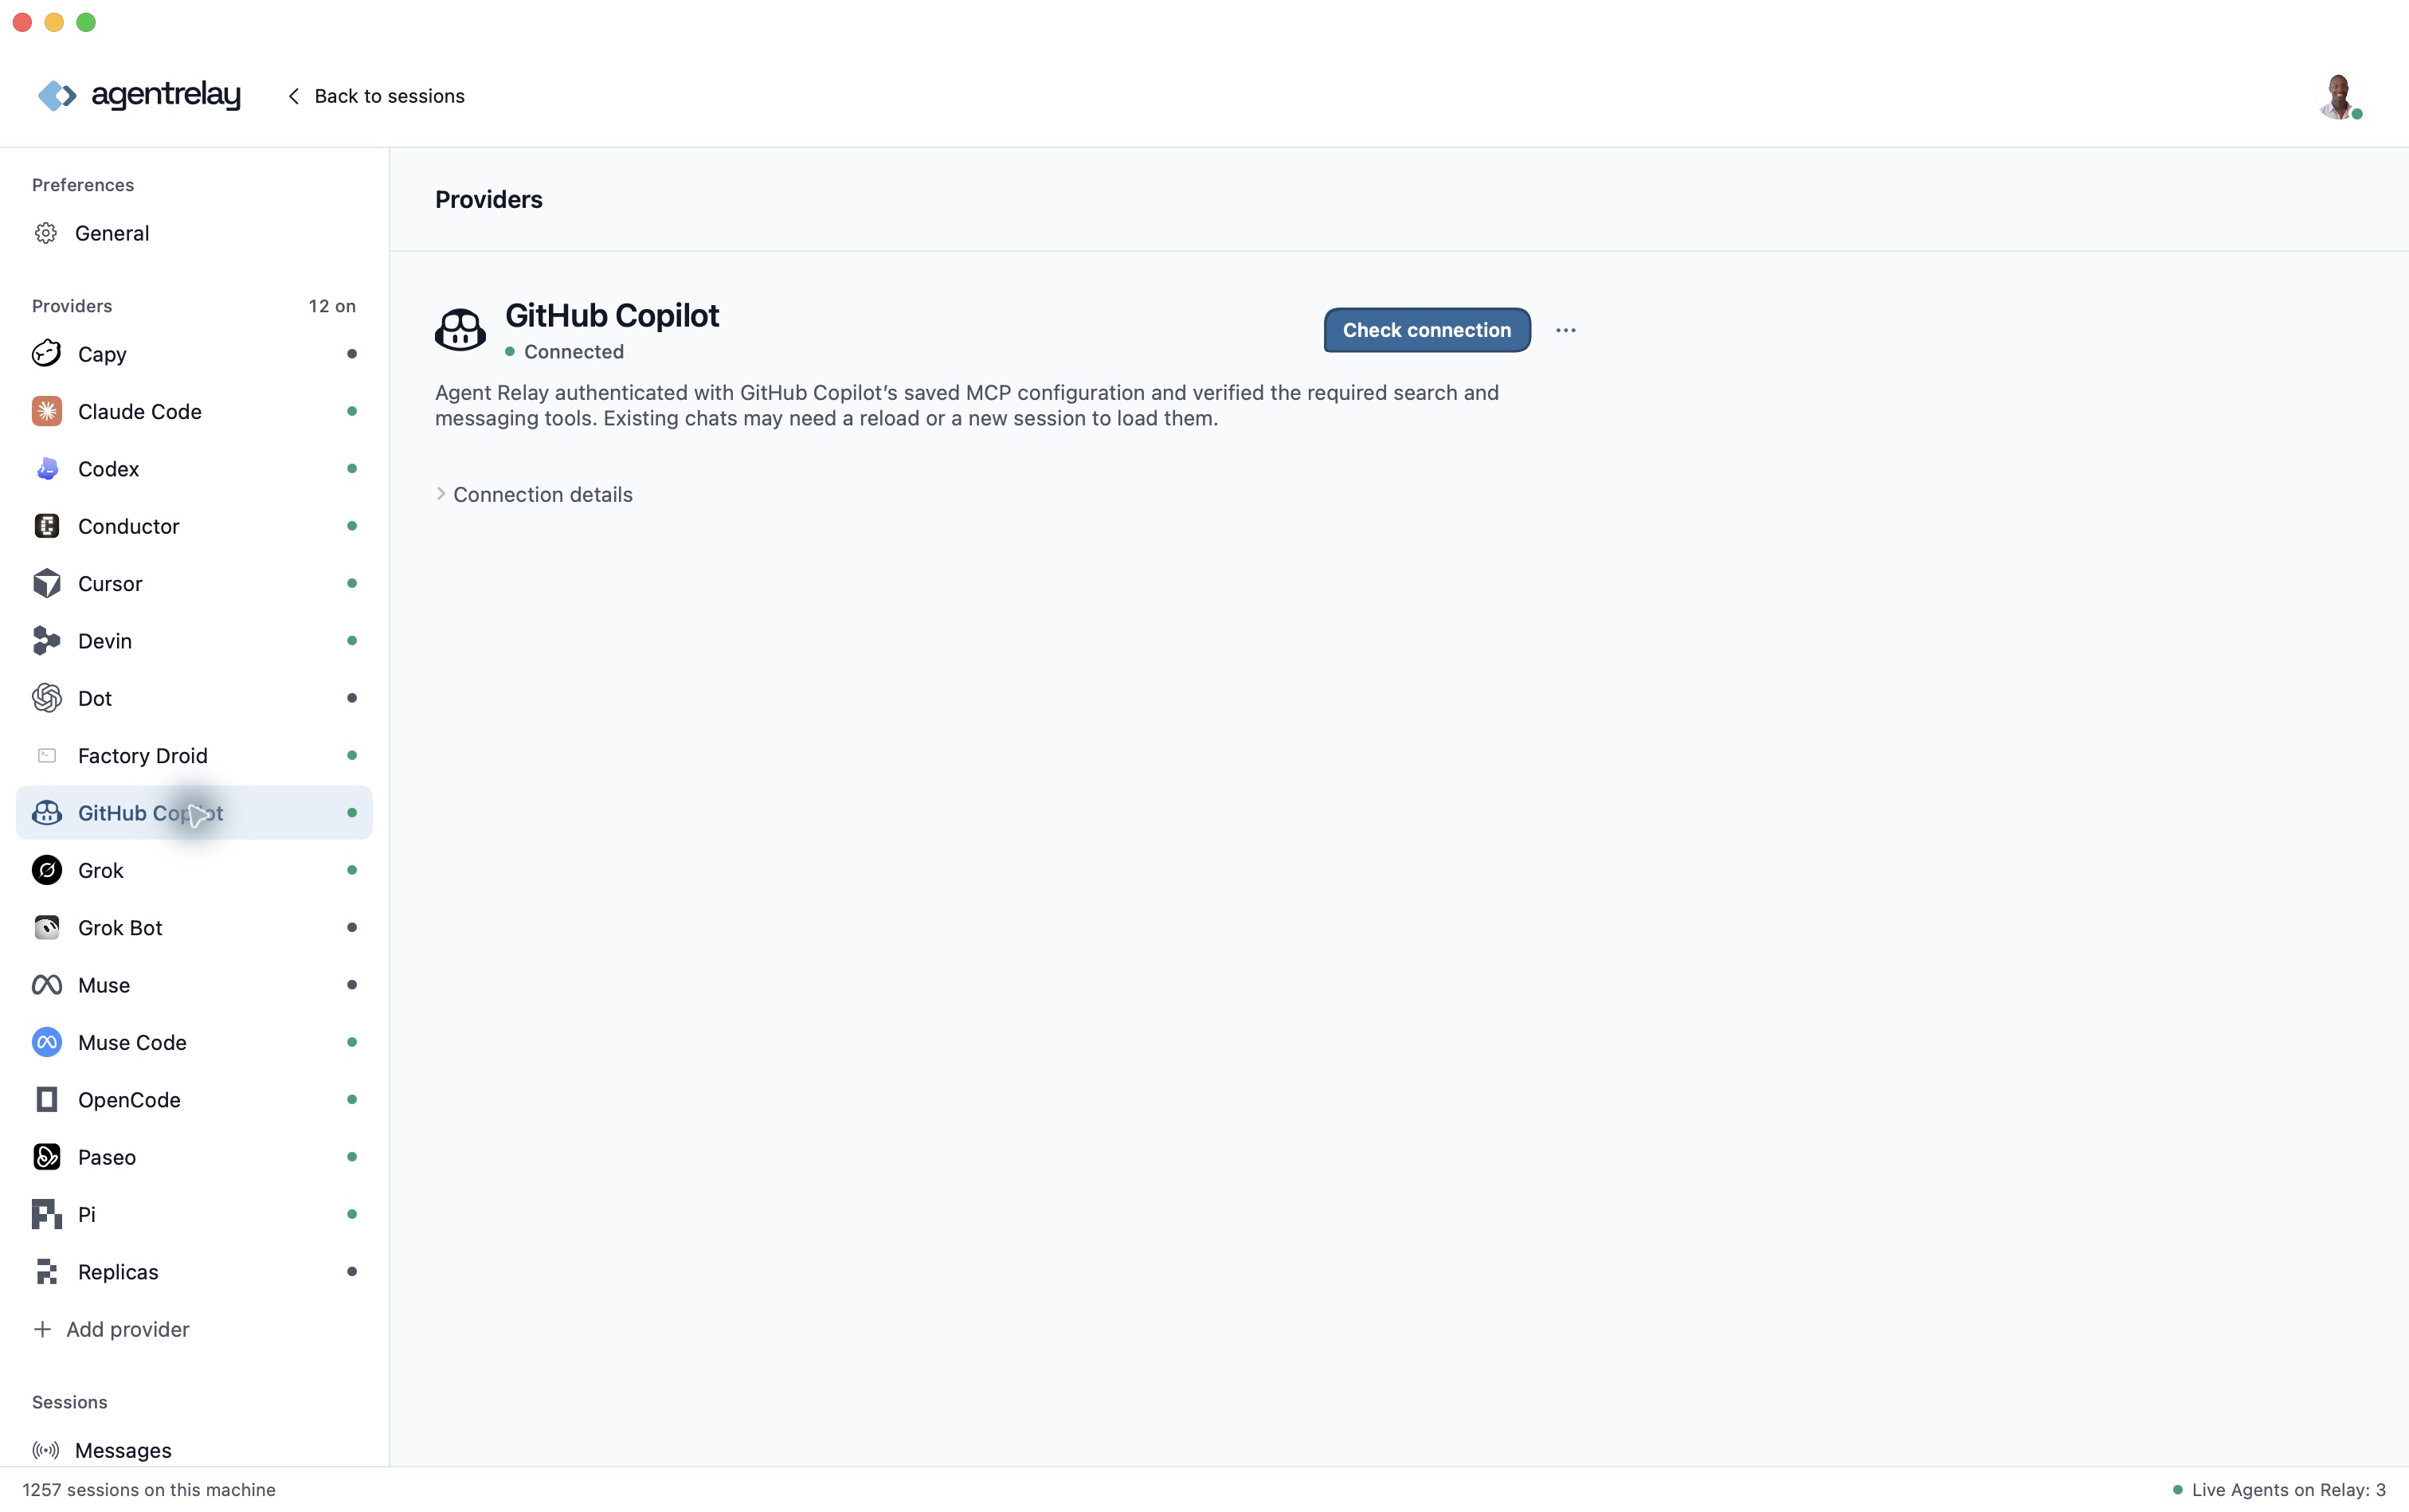 agentrelay
Back to sessions
Preferences
General
Providers 12 on
Capy
Claude Code
Codex
Conductor
Cursor
Devin
Dot
Factory Droid
GitHub Copilot
Grok
Grok Bot
Muse
Muse Code
OpenCode
Paseo
Pi
Replicas
Add provider
Sessions
Messages
Providers
GitHub Copilot
Connected
Check connection
Agent Relay authenticated with GitHub Copilot’s saved MCP configuration and verified the required search and
messaging tools. Existing chats may need a reload or a new session to load them.
Connection details
1257 sessions on this machine
Live Agents on Relay: 3